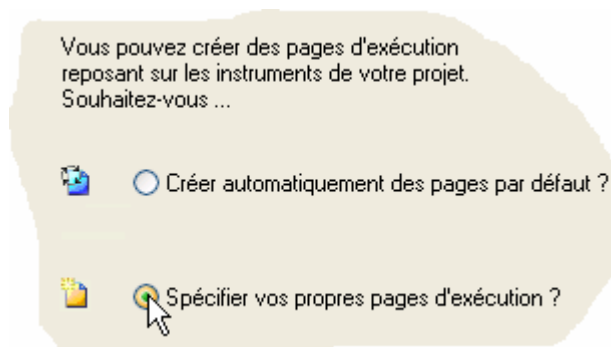 Vous pouvez créer des pages d'exécution
reposant sur les instruments de votre projet.
Souhaitez-vous ...
Créer automatiquement des pages par défaut ?
Spécifier vos propres pages d'exécution ?